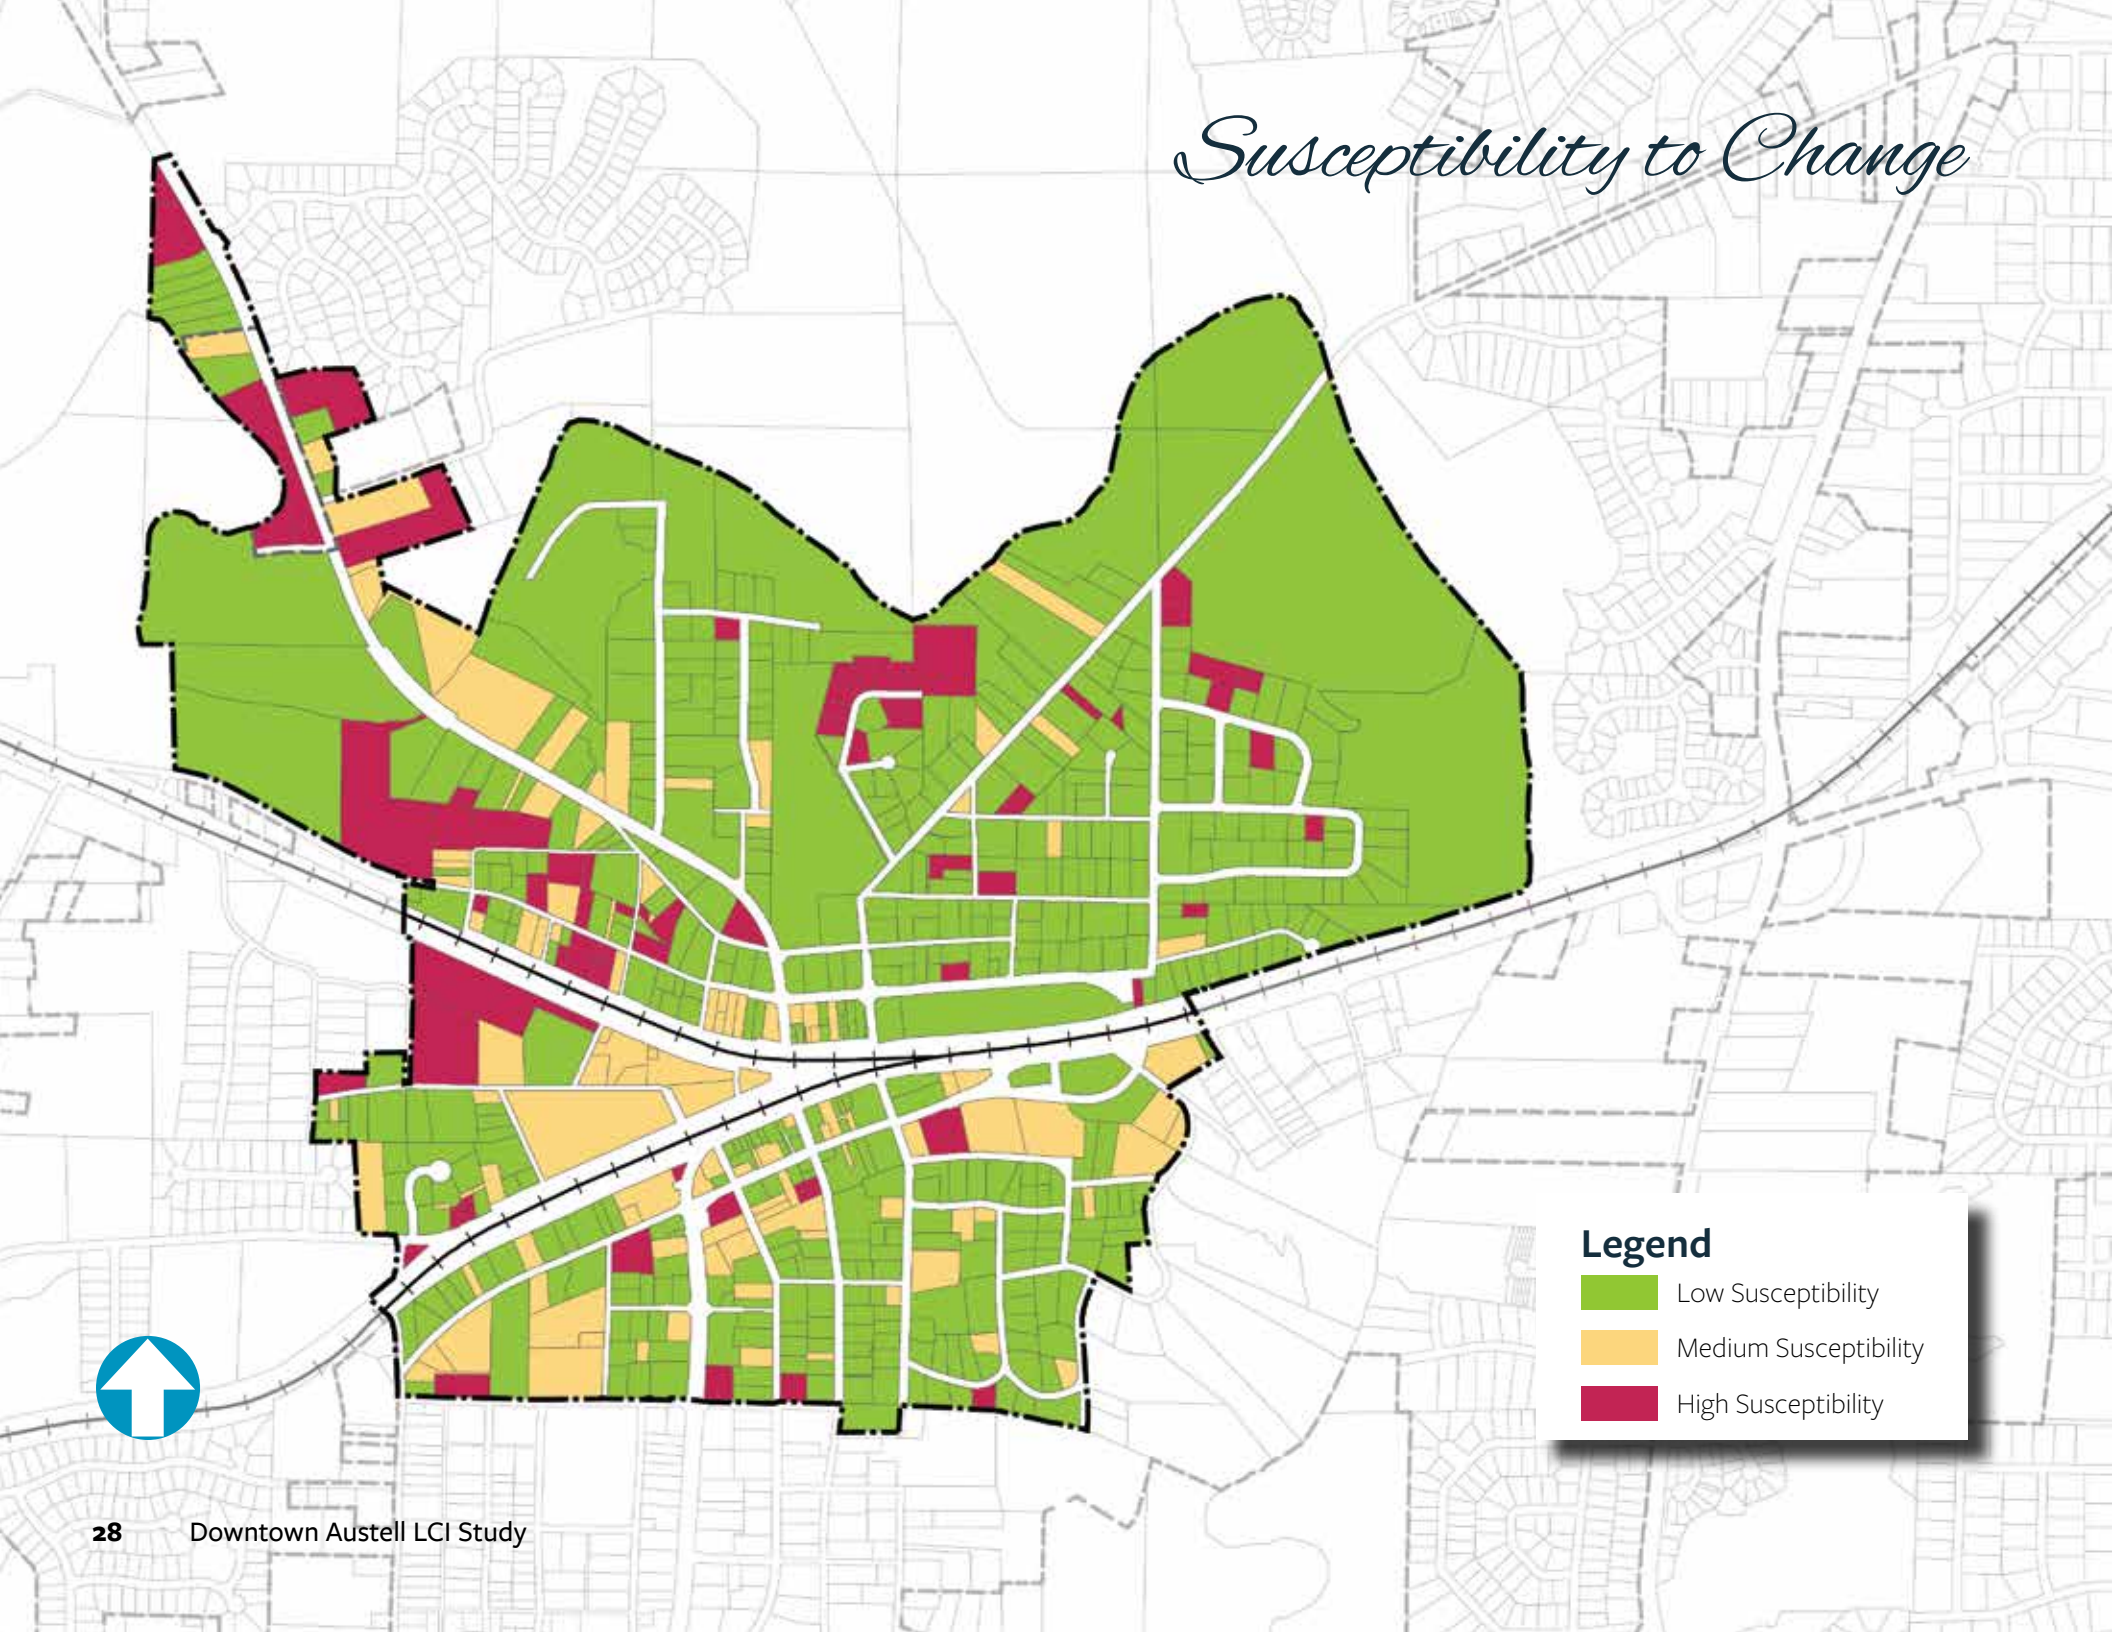 Susceptibility to Change
Legend
Low Susceptibility
Medium Susceptibility
High Susceptibility
28 Downtown Austell LCI Study